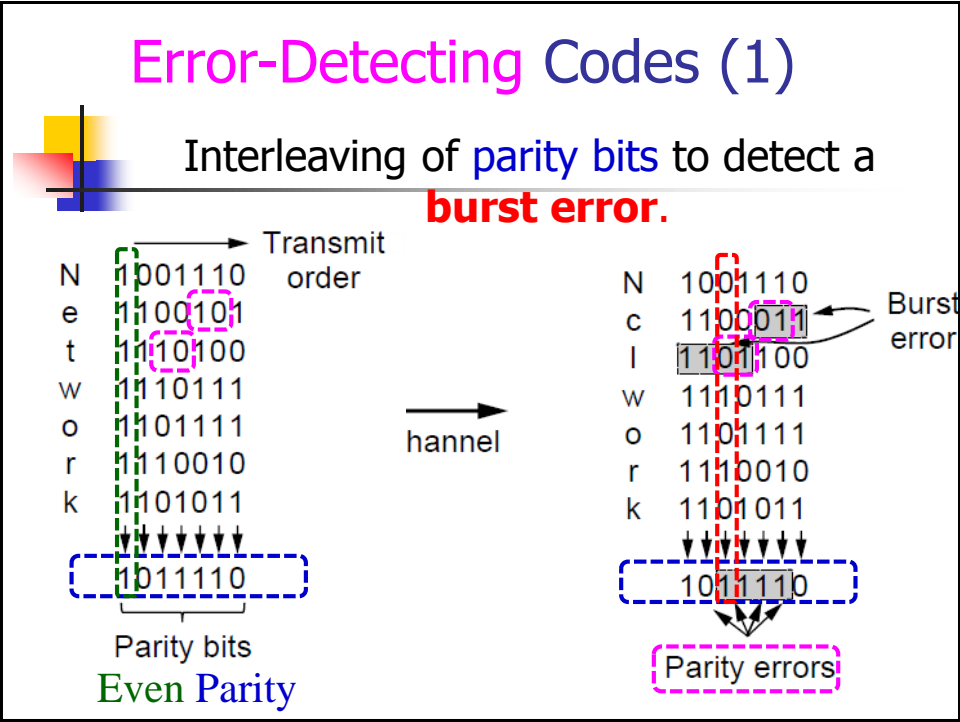 Error-Detecting Codes (1)
Interleaving of parity bits to detect a
burst error.
Transmit
order
N 1001110
e 1100101
t 1110100
w 1110111
o 1101111
r 1110010
k 1101011
1011110
Parity bits
Even Parity
hannel
N 1001110
c 1100011
l 1101100
w 1110111
o 1101111
r 1110010
k 1101011
1011110
Parity errors
Burst
error